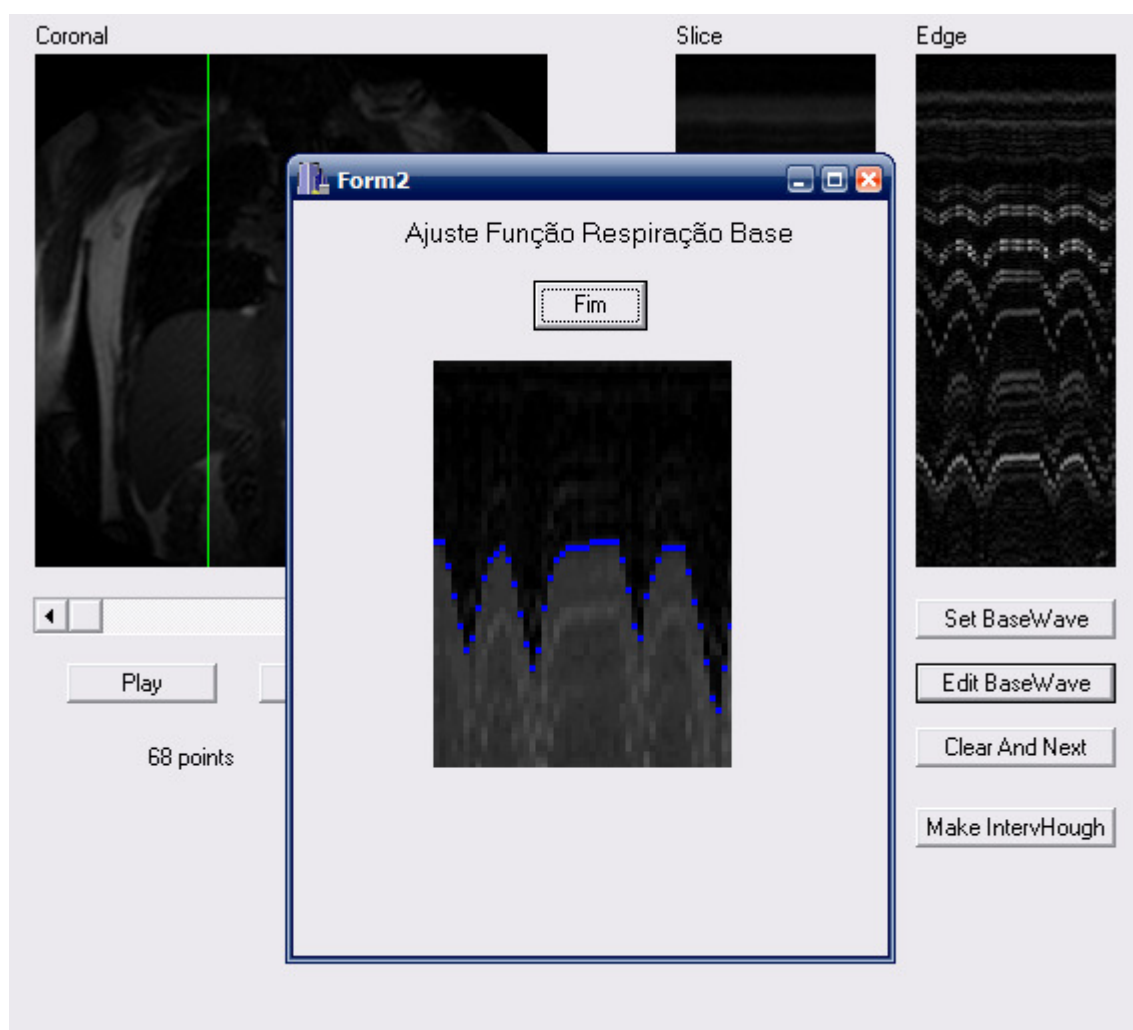 Coronal
Slice
Edge
Form2
Ajuste Função Respiração Base
Fim
Set BaseWave
Play
Edit BaseWave
68 points
Clear And Next
Make IntervHough